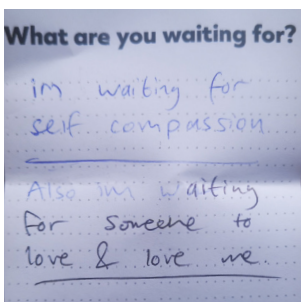 What are you waiting for?
im waiting for
self compassion
Also im waiting
for someone to
love & love me.